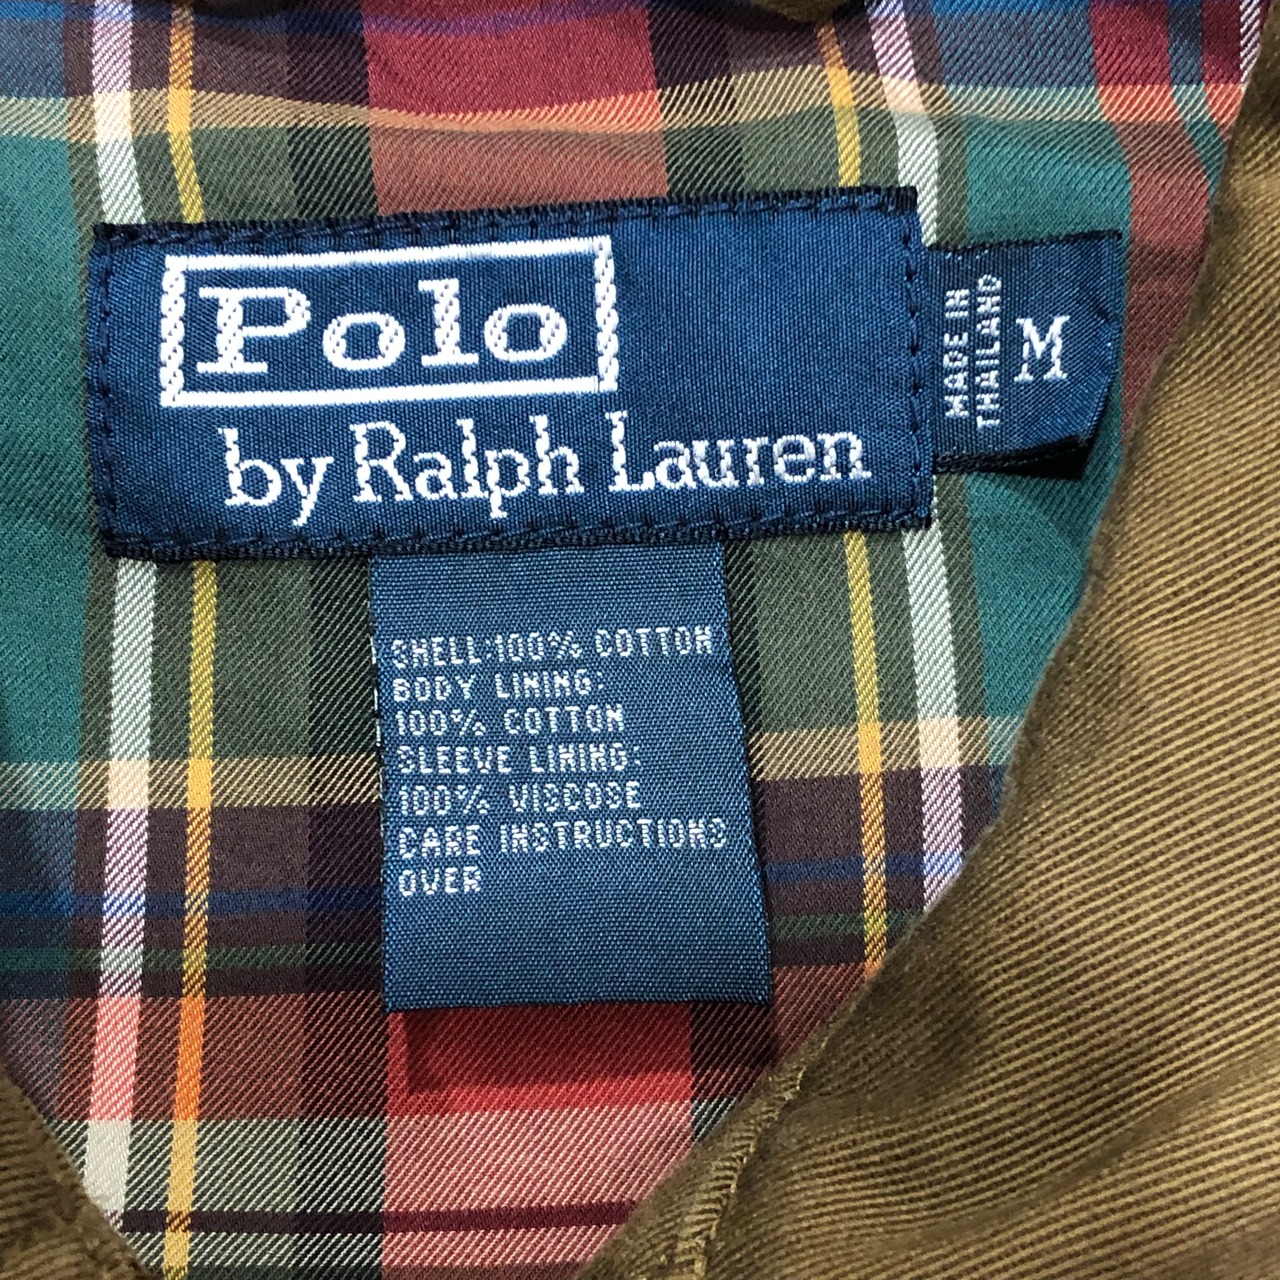 Polo
by Ralph Lauren
MADE IN
THAILAND
M
SHELL:100% COTTON
BODY LINING:
100% COTTON
SLEEVE LINING:
100% VISCOSE
CARE INSTRUCTIONS
OVER